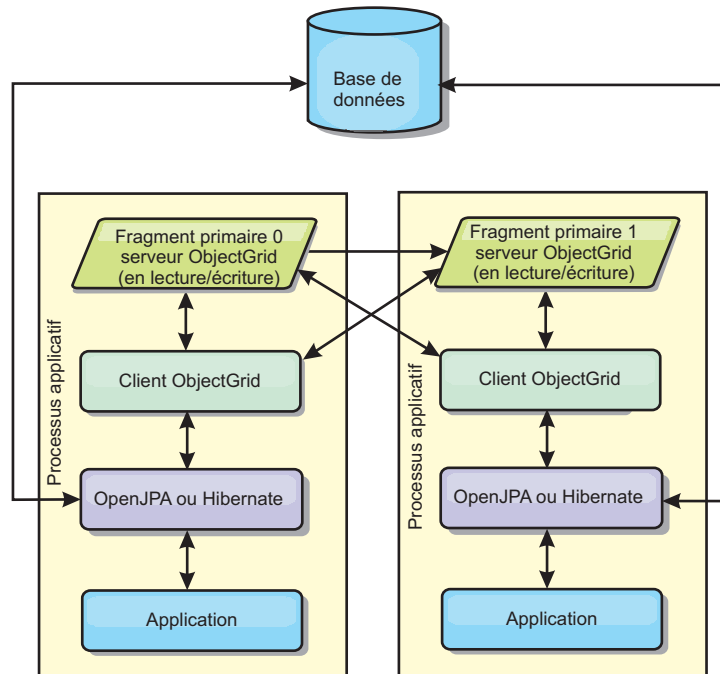 Base de
données
Fragment primaire 0
serveur ObjectGrid
(en lecture/écriture)
Client ObjectGrid
Processus applicatif
OpenJPA ou Hibernate
Application
Fragment primaire 1
serveur ObjectGrid
(en lecture/écriture)
Client ObjectGrid
Processus applicatif
OpenJPA ou Hibernate
Application